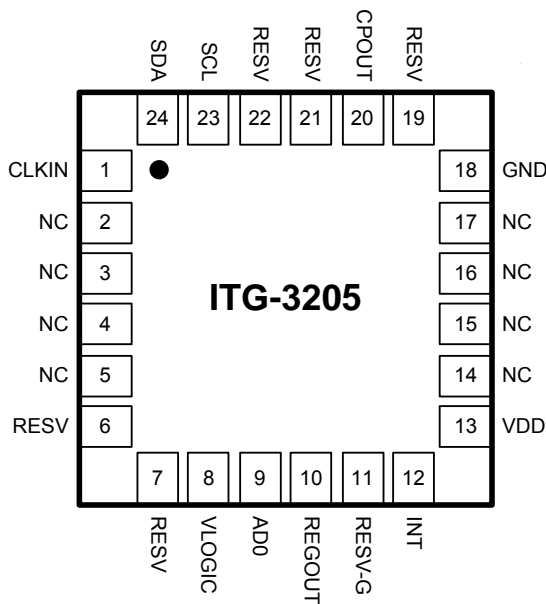 SDA SCL RESV RESV CPOUT RESV
24 23 22 21 20 19
CLKIN 1 18 GND
NC 2 17 NC
NC 3 16 NC
ITG-3205
NC 4 15 NC
NC 5 14 NC
RESV 6 13 VDD
7 8 9 10 11 12
RESV VLOGIC AD0 REGOUT RESV-G INT